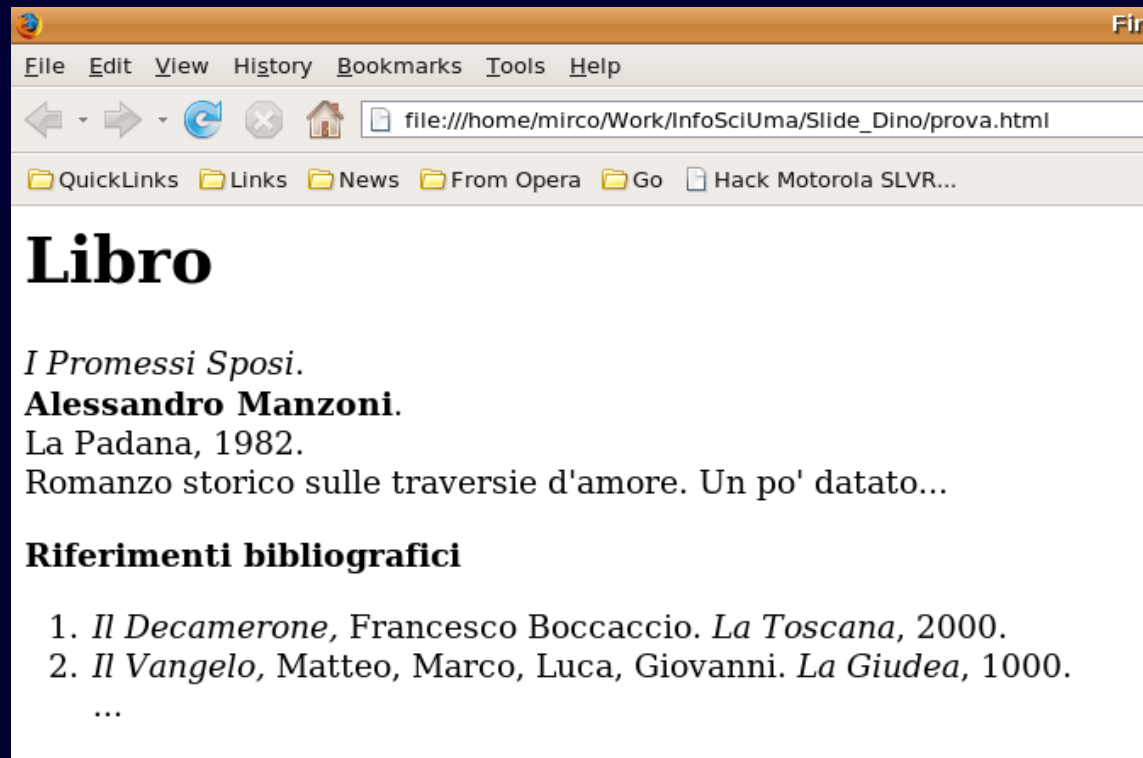 Fir
File Edit View History Bookmarks Tools Help
file:///home/mirco/Work/InfoSciUma/Slide_Dino/prova.html
QuickLinks Links News From Opera Go Hack Motorola SLVR...
Libro
I Promessi Sposi.
Alessandro Manzoni.
La Padana, 1982.
Romanzo storico sulle traversie d'amore. Un po' datato...
Riferimenti bibliografici
1. Il Decamerone, Francesco Boccaccio. La Toscana, 2000.
2. Il Vangelo, Matteo, Marco, Luca, Giovanni. La Giudea, 1000.
...